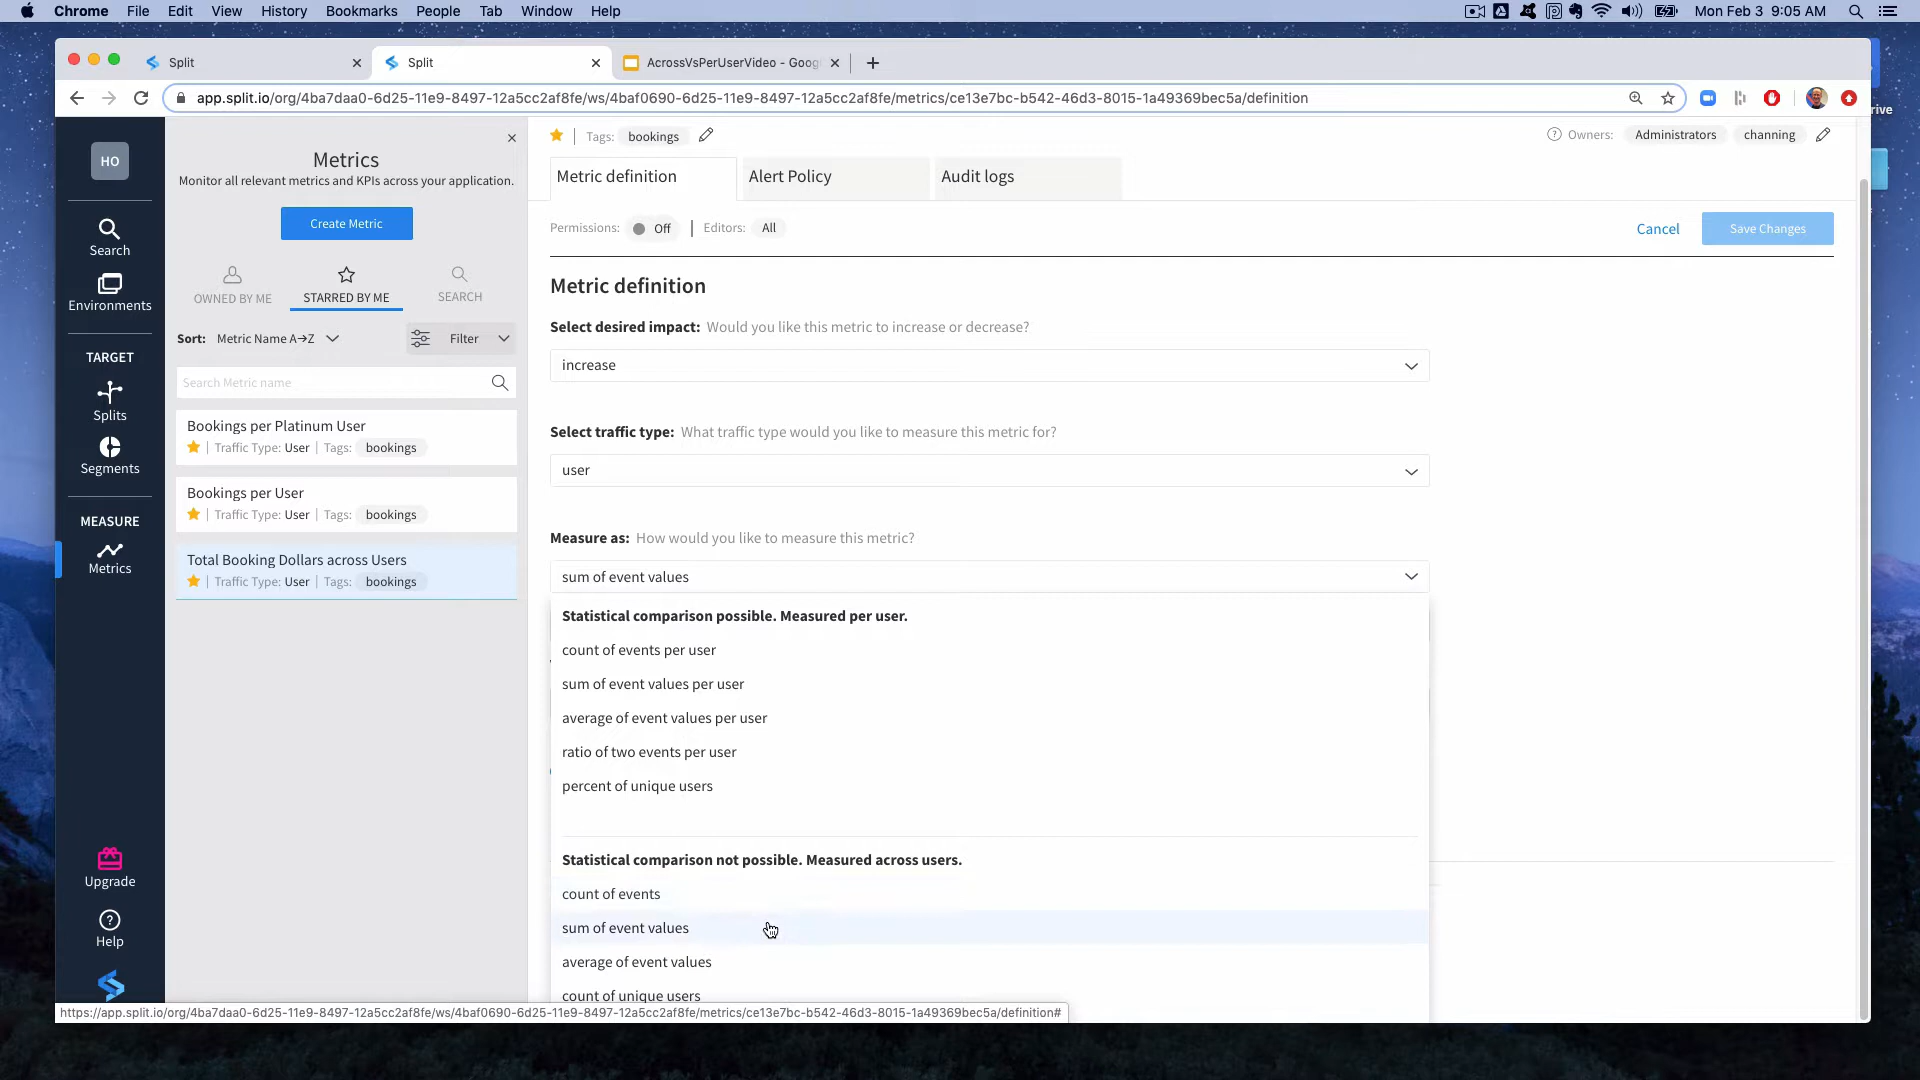 Chrome File Edit View History Bookmarks People Tab Window Help Mon Feb 3 9:05 AM
Split
Split
AcrossVsPerUserVideo - Goog
app.split.io/org/4ba7daa0-6d25-11e9-8497-12a5cc2af8fe/ws/4baf0690-6d25-11e9-8497-12a5cc2af8fe/metrics/ce13e7bc-b542-46d3-8015-1a49369bec5a/definition
rive
HO
Search
Environments
TARGET
Splits
Segments
MEASURE
Metrics
Upgrade
Help
Metrics
Monitor all relevant metrics and KPIs across your application.
Create Metric
OWNED BY ME
STARRED BY ME
SEARCH
Sort: Metric Name A→Z
Filter
Search Metric name
Bookings per Platinum User
Traffic Type: User | Tags: bookings
Bookings per User
Traffic Type: User | Tags: bookings
Total Booking Dollars across Users
Traffic Type: User | Tags: bookings
Tags: bookings
Owners: Administrators channing
Metric definition
Alert Policy
Audit logs
Permissions: Off | Editors: All
Cancel
Save Changes
Metric definition
Select desired impact: Would you like this metric to increase or decrease?
increase
Select traffic type: What traffic type would you like to measure this metric for?
user
Measure as: How would you like to measure this metric?
sum of event values
Statistical comparison possible. Measured per user.
count of events per user
sum of event values per user
average of event values per user
ratio of two events per user
percent of unique users
Statistical comparison not possible. Measured across users.
count of events
sum of event values
average of event values
count of unique users
https://app.split.io/org/4ba7daa0-6d25-11e9-8497-12a5cc2af8fe/ws/4baf0690-6d25-11e9-8497-12a5cc2af8fe/metrics/ce13e7bc-b542-46d3-8015-1a49369bec5a/definition#